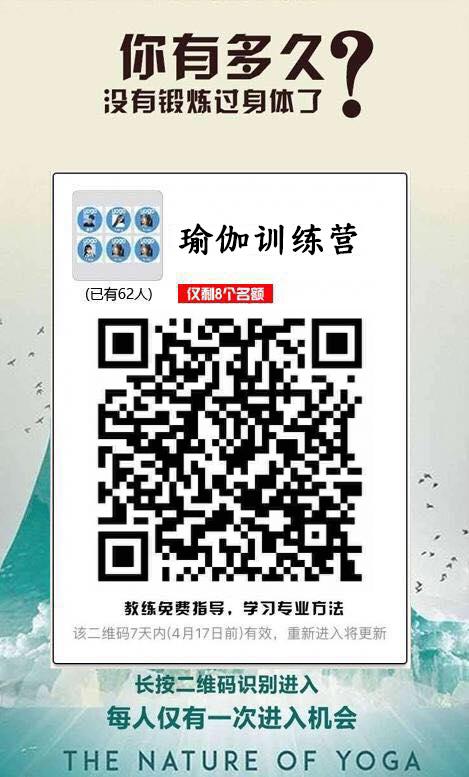 你有多久?
没有锻炼过身体了
瑜伽训练营
(已有62人)
仅剩8个名额
教练免费指导，学习专业方法
该二维码7天内(4月17日前)有效，重新进入将更新
长按二维码识别进入
每人仅有一次进入机会
THE NATURE OF YOGA